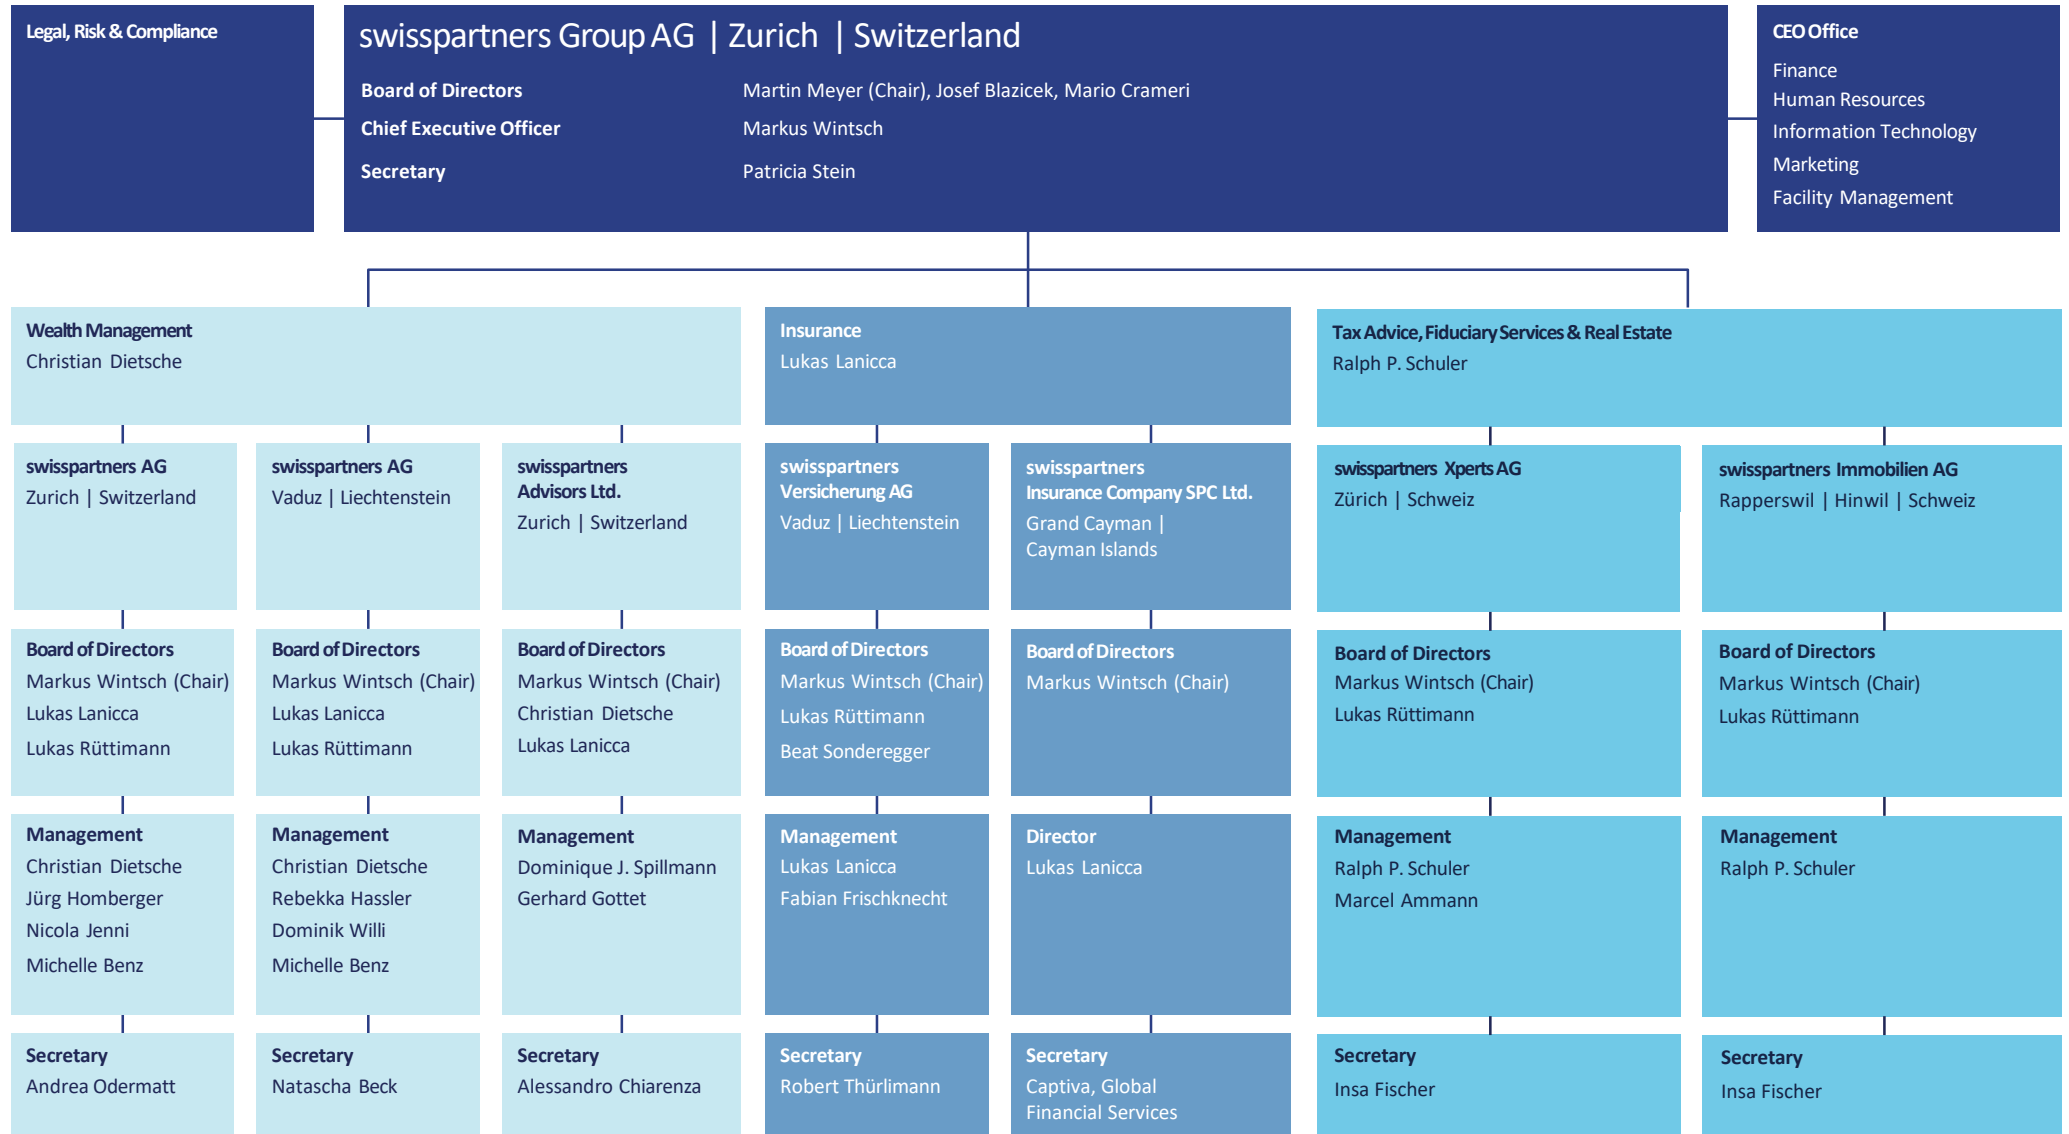 Legal, Risk & Compliance
swisspartners Group AG | Zurich | Switzerland
Board of Directors Martin Meyer (Chair), Josef Blazicek, Mario Crameri
Chief Executive Officer Markus Wintsch
Secretary Patricia Stein
CEO Office
Finance
Human Resources
Information Technology
Marketing
Facility Management
Wealth Management
Christian Dietsche
swisspartners AG
Zurich | Switzerland
Board of Directors
Markus Wintsch (Chair)
Lukas Lanicca
Lukas Rüttimann
Management
Christian Dietsche
Jürg Homberger
Nicola Jenni
Michelle Benz
Secretary
Andrea Odermatt
swisspartners AG
Vaduz | Liechtenstein
Board of Directors
Markus Wintsch (Chair)
Lukas Lanicca
Lukas Rüttimann
Management
Christian Dietsche
Rebekka Hassler
Dominik Willi
Michelle Benz
Secretary
Natascha Beck
swisspartners
Advisors Ltd.
Zurich | Switzerland
Board of Directors
Markus Wintsch (Chair)
Christian Dietsche
Lukas Lanicca
Management
Dominique J. Spillmann
Gerhard Gottet
Secretary
Alessandro Chiarenza
Insurance
Lukas Lanicca
swisspartners
Versicherung AG
Vaduz | Liechtenstein
Board of Directors
Markus Wintsch (Chair)
Lukas Rüttimann
Beat Sonderegger
Management
Lukas Lanicca
Fabian Frischknecht
Secretary
Robert Thürlimann
swisspartners
Insurance Company SPC Ltd.
Grand Cayman |
Cayman Islands
Board of Directors
Markus Wintsch (Chair)
Director
Lukas Lanicca
Secretary
Captiva, Global
Financial Services
Tax Advice, Fiduciary Services & Real Estate
Ralph P. Schuler
swisspartners Xperts AG
Zürich | Schweiz
Board of Directors
Markus Wintsch (Chair)
Lukas Rüttimann
Management
Ralph P. Schuler
Marcel Ammann
Secretary
Insa Fischer
swisspartners Immobilien AG
Rapperswil | Hinwil | Schweiz
Board of Directors
Markus Wintsch (Chair)
Lukas Rüttimann
Management
Ralph P. Schuler
Secretary
Insa Fischer